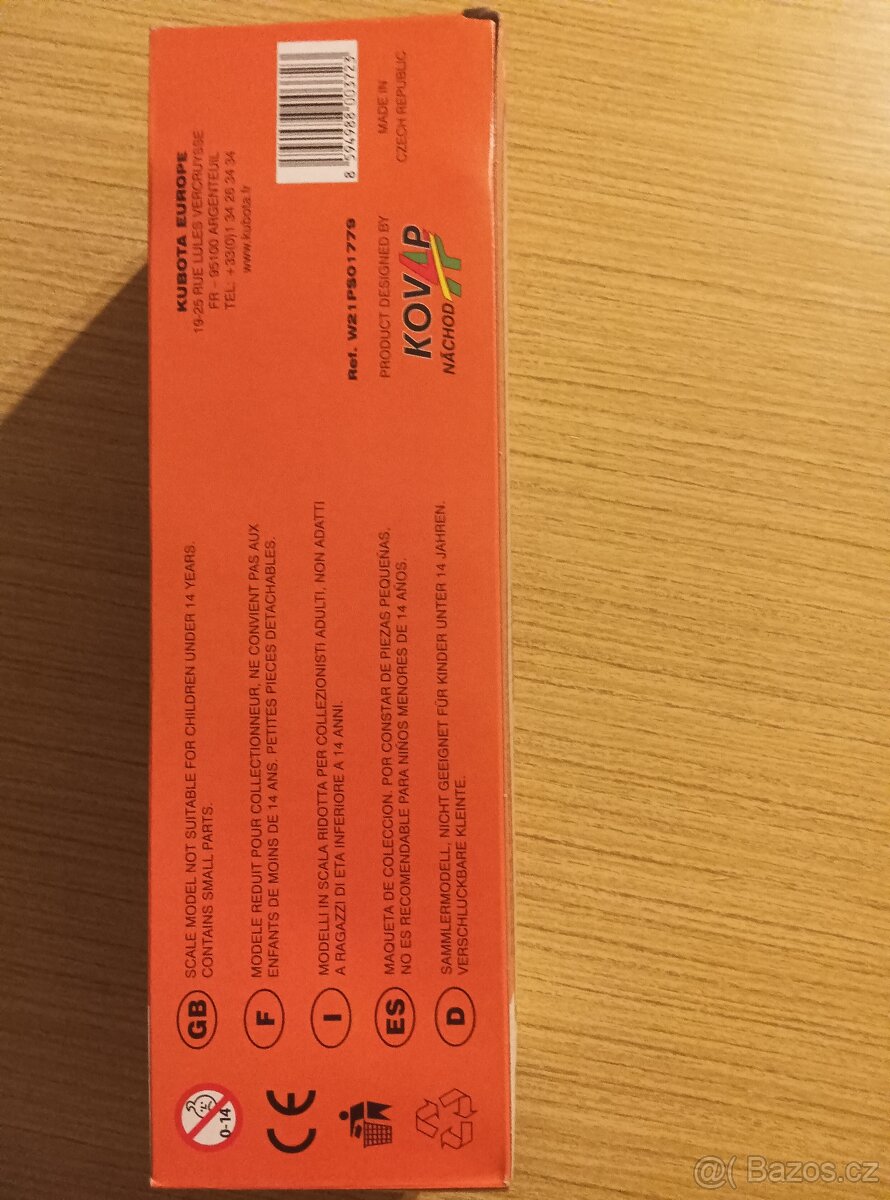 0-14
GB
SCALE MODEL NOT SUITABLE FOR CHILDREN UNDER 14 YEARS.
CONTAINS SMALL PARTS.
F
MODELE REDUIT POUR COLLECTIONNEUR, NE CONVIENT PAS AUX
ENFANTS DE MOINS DE 14 ANS. PETITES PIECES DETACHABLES.
I
MODELLI IN SCALA RIDOTTA PER COLLEZIONISTI ADULTI, NON ADATTI
A RAGAZZI DI ETA INFERIORE A 14 ANNI.
ES
MAQUETA DE COLECCION. POR CONSTAR DE PIEZAS PEQUEÑAS,
NO ES RECOMENDABLE PARA NIÑOS MENORES DE 14 AÑOS.
D
SAMMLERMODELL, NICHT GEEIGNET FÜR KINDER UNTER 14 JAHREN.
VERSCHLUCKBARE KLEINTE.
CE
KUBOTA EUROPE
19-25 RUE LULES VERCRUYSSE
FR - 95100 ARGENTEUIL
TEL: +33(0)1 34 26 34 34
www.kubota.fr
8 594988 003723
Ref. W21PS01779
PRODUCT DESIGNED BY
KOVAP
NÁCHOD
MADE IN
CZECH REPUBLIC
@( Bazos.cz